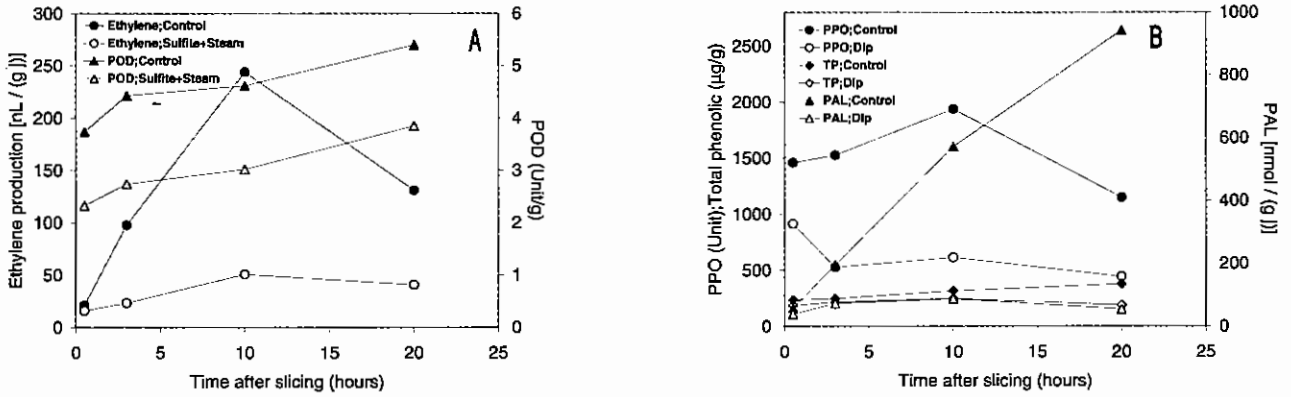 A
Ethylene;Control
Ethylene;Sulfite+Steam
POD;Control
POD;Sulfite+Steam
Ethylene production [nL / (g )]
300
250
200
150
100
50
0
POD (Unit/g)
6
5
4
3
2
1
0
0 5 10 15 20 25
Time after slicing (hours)
B
PPO;Control
PPO;Dip
TP;Control
TP;Dip
PAL;Control
PAL;Dip
PPO (Unit);Total phenolic (µg/g)
2500
2000
1500
1000
500
0
PAL [nmol / (g )]
1000
800
600
400
200
0
0 5 10 15 20 25
Time after slicing (hours)